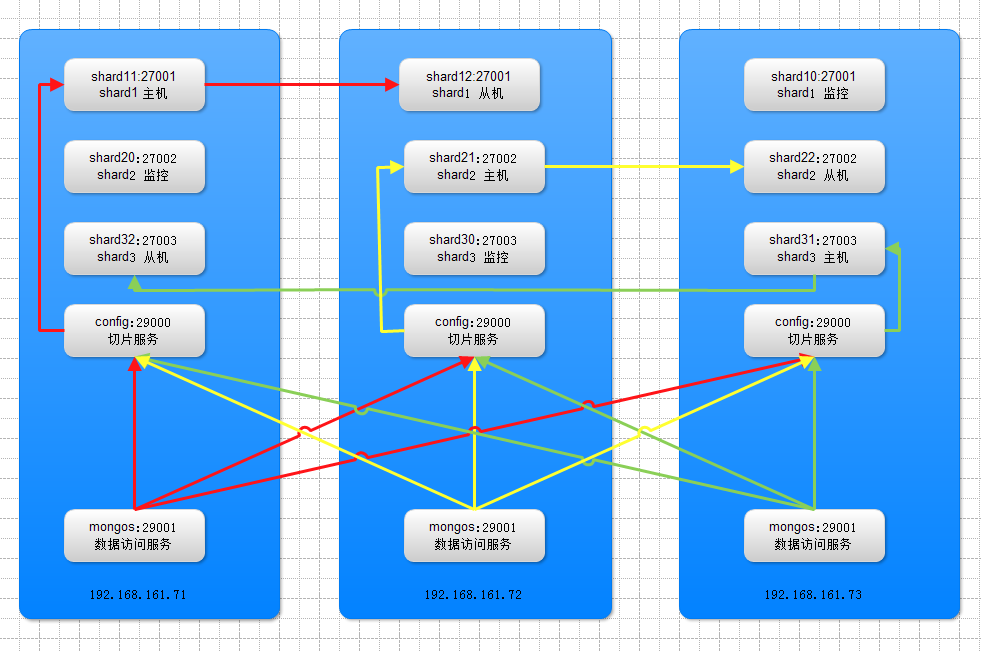 shard11:27001
shard1 主机
shard20:27002
shard2 监控
shard32:27003
shard3 从机
config:29000
切片服务
mongos:29001
数据访问服务
192.168.161.71
shard12:27001
shard1 从机
shard21:27002
shard2 主机
shard30:27003
shard3 监控
config:29000
切片服务
mongos:29001
数据访问服务
192.168.161.72
shard10:27001
shard1 监控
shard22:27002
shard2 从机
shard31:27003
shard3 主机
config:29000
切片服务
mongos:29001
数据访问服务
192.168.161.73